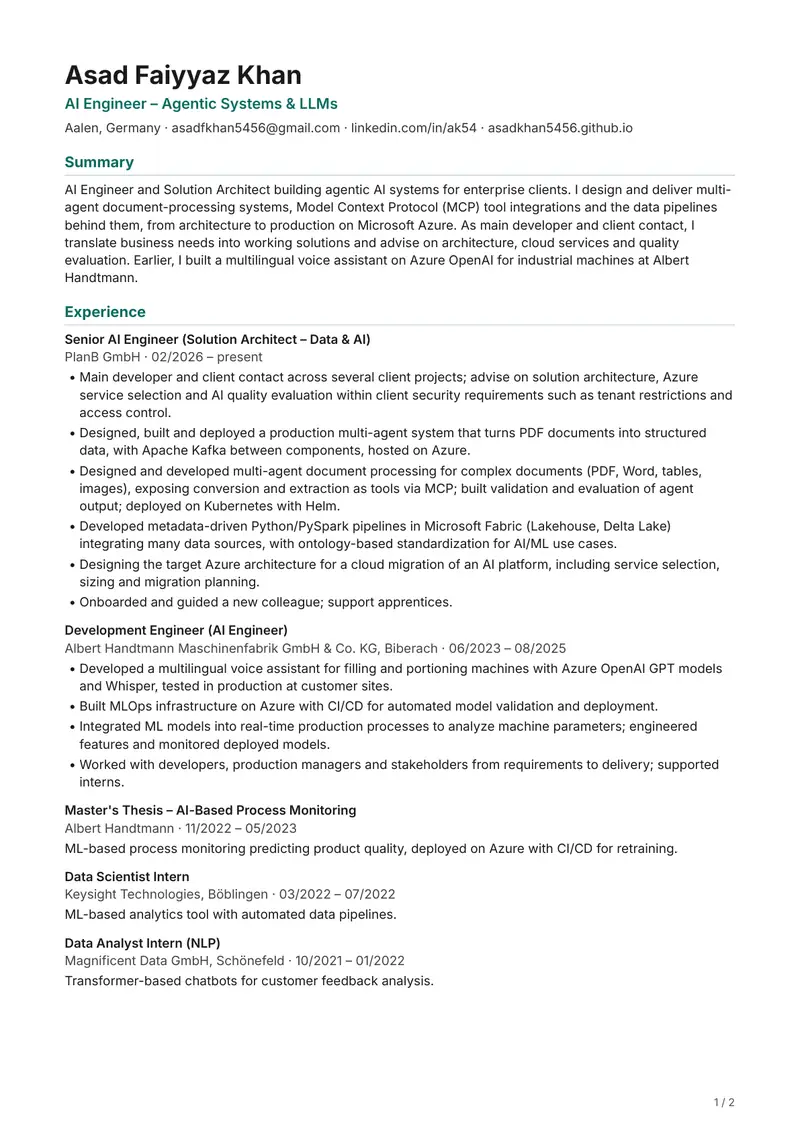 Asad Faiyyaz Khan
AI Engineer – Agentic Systems & LLMs
Aalen, Germany · asadfkhan5456@gmail.com · linkedin.com/in/ak54 · asadkhan5456.github.io
Summary
AI Engineer and Solution Architect building agentic AI systems for enterprise clients. I design and deliver multi-
agent document-processing systems, Model Context Protocol (MCP) tool integrations and the data pipelines
behind them, from architecture to production on Microsoft Azure. As main developer and client contact, I
translate business needs into working solutions and advise on architecture, cloud services and quality
evaluation. Earlier, I built a multilingual voice assistant on Azure OpenAI for industrial machines at Albert
Handtmann.
Experience
Senior AI Engineer (Solution Architect – Data & AI)
PlanB GmbH · 02/2026 – present
• Main developer and client contact across several client projects; advise on solution architecture, Azure
service selection and AI quality evaluation within client security requirements such as tenant restrictions and
access control.
• Designed, built and deployed a production multi-agent system that turns PDF documents into structured
data, with Apache Kafka between components, hosted on Azure.
• Designed and developed multi-agent document processing for complex documents (PDF, Word, tables,
images), exposing conversion and extraction as tools via MCP; built validation and evaluation of agent
output; deployed on Kubernetes with Helm.
• Developed metadata-driven Python/PySpark pipelines in Microsoft Fabric (Lakehouse, Delta Lake)
integrating many data sources, with ontology-based standardization for AI/ML use cases.
• Designing the target Azure architecture for a cloud migration of an AI platform, including service selection,
sizing and migration planning.
• Onboarded and guided a new colleague; support apprentices.
Development Engineer (AI Engineer)
Albert Handtmann Maschinenfabrik GmbH & Co. KG, Biberach · 06/2023 – 08/2025
• Developed a multilingual voice assistant for filling and portioning machines with Azure OpenAI GPT models
and Whisper, tested in production at customer sites.
• Built MLOps infrastructure on Azure with CI/CD for automated model validation and deployment.
• Integrated ML models into real-time production processes to analyze machine parameters; engineered
features and monitored deployed models.
• Worked with developers, production managers and stakeholders from requirements to delivery; supported
interns.
Master's Thesis – AI-Based Process Monitoring
Albert Handtmann · 11/2022 – 05/2023
ML-based process monitoring predicting product quality, deployed on Azure with CI/CD for retraining.
Data Scientist Intern
Keysight Technologies, Böblingen · 03/2022 – 07/2022
ML-based analytics tool with automated data pipelines.
Data Analyst Intern (NLP)
Magnificent Data GmbH, Schönefeld · 10/2021 – 01/2022
Transformer-based chatbots for customer feedback analysis.
1 / 2